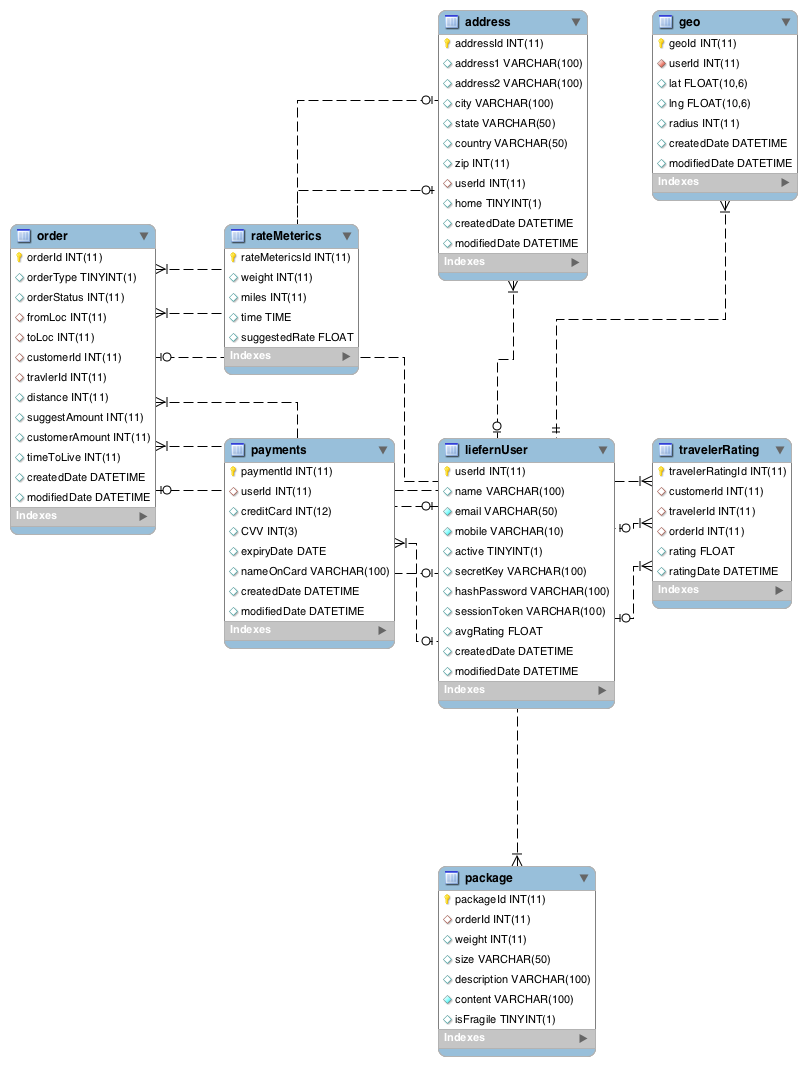 address
addressId INT(11)
address1 VARCHAR(100)
address2 VARCHAR(100)
city VARCHAR(100)
state VARCHAR(50)
country VARCHAR(50)
zip INT(11)
userId INT(11)
home TINYINT(1)
createdDate DATETIME
modifiedDate DATETIME
Indexes
geo
geoId INT(11)
userId INT(11)
lat FLOAT(10,6)
lng FLOAT(10,6)
radius INT(11)
createdDate DATETIME
modifiedDate DATETIME
Indexes
order
orderId INT(11)
orderType TINYINT(1)
orderStatus INT(11)
fromLoc INT(11)
toLoc INT(11)
customerId INT(11)
travlerId INT(11)
distance INT(11)
suggestAmount INT(11)
customerAmount INT(11)
timeToLive INT(11)
createdDate DATETIME
modifiedDate DATETIME
Indexes
rateMeterics
rateMetericsId INT(11)
weight INT(11)
miles INT(11)
time TIME
suggestedRate FLOAT
Indexes
payments
paymentId INT(11)
userId INT(11)
creditCard INT(12)
CVV INT(3)
expiryDate DATE
nameOnCard VARCHAR(100)
createdDate DATETIME
modifiedDate DATETIME
Indexes
liefernUser
userId INT(11)
name VARCHAR(100)
email VARCHAR(50)
mobile VARCHAR(10)
active TINYINT(1)
secretKey VARCHAR(100)
hashPassword VARCHAR(100)
sessionToken VARCHAR(100)
avgRating FLOAT
createdDate DATETIME
modifiedDate DATETIME
Indexes
travelerRating
travelerRatingId INT(11)
customerId INT(11)
travelerId INT(11)
orderId INT(11)
rating FLOAT
ratingDate DATETIME
Indexes
package
packageId INT(11)
orderId INT(11)
weight INT(11)
size VARCHAR(50)
description VARCHAR(100)
content VARCHAR(100)
isFragile TINYINT(1)
Indexes